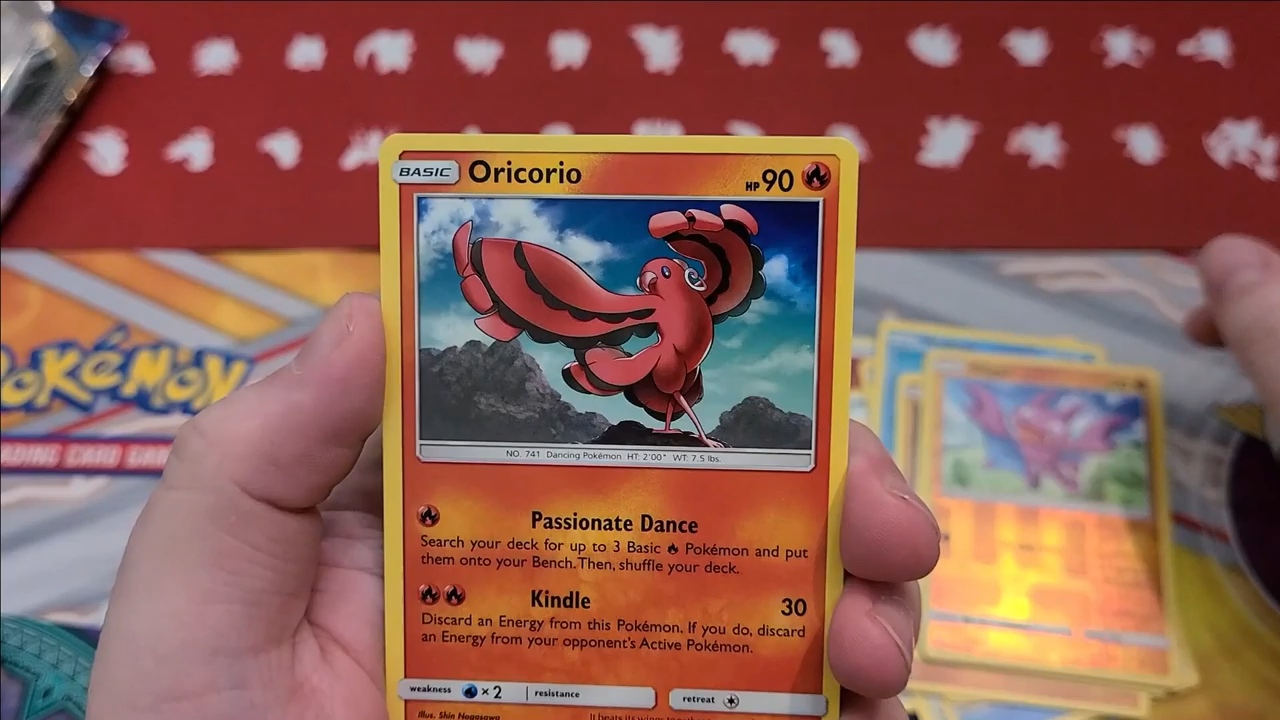 BASIC Oricorio HP 90
NO. 741 Dancing Pokémon HT: 2'00" WT: 7.5 lbs.
Passionate Dance
Search your deck for up to 3 Basic Pokémon and put
them onto your Bench. Then, shuffle your deck.
Kindle 30
Discard an Energy from this Pokémon. If you do, discard
an Energy from your opponent's Active Pokémon.
weakness ×2 resistance retreat
Illus. Shin Nagasawa
POKéMON